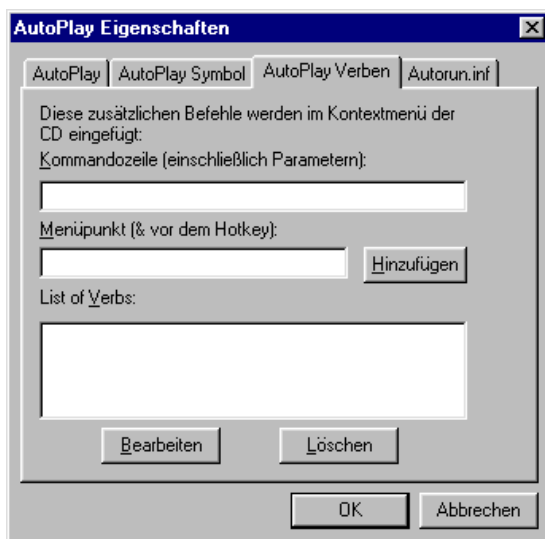 AutoPlay Eigenschaften
AutoPlay
AutoPlay Symbol
AutoPlay Verben
Autorun.inf
Diese zusätzlichen Befehle werden im Kontextmenü der
CD eingefügt:
Kommandozeile (einschließlich Parametern):
Menüpunkt (& vor dem Hotkey):
Hinzufügen
List of Verbs:
Bearbeiten
Löschen
OK
Abbrechen